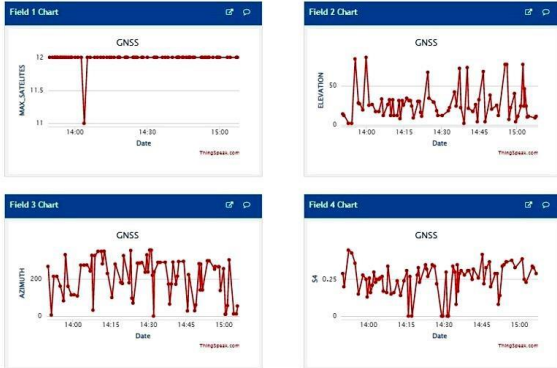 Field 1 Chart
GNSS
MAX_SATELITES
12
11.5
11
14:00
14:30
15:00
Date
ThingSpeak.com
Field 2 Chart
GNSS
ELEVATION
50
0
14:00
14:15
14:30
14:45
15:00
Date
ThingSpeak.com
Field 3 Chart
GNSS
AZIMUTH
200
0
14:00
14:15
14:30
14:45
15:00
Date
ThingSpeak.com
Field 4 Chart
GNSS
S4
0.25
0
14:00
14:15
14:30
14:45
15:00
Date
ThingSpeak.com